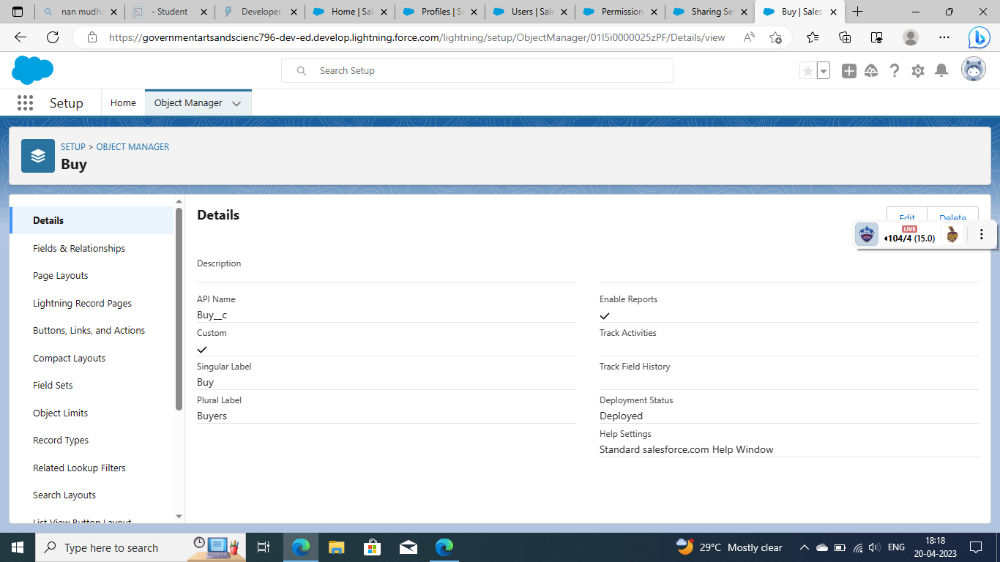 nan mudha
- Student
Developer
Home | Sal
Profiles | Sa
Users | Sale
Permission
Sharing Se
Buy | Sales
https://governmentartsandscienc796-dev-ed.develop.lightning.force.com/lightning/setup/ObjectManager/01I5i0000025zPF/Details/view
Search Setup
Setup
Home
Object Manager
SETUP > OBJECT MANAGER
Buy
Details
Fields & Relationships
Page Layouts
Lightning Record Pages
Buttons, Links, and Actions
Compact Layouts
Field Sets
Object Limits
Record Types
Related Lookup Filters
Search Layouts
List View Button Layout
Details
Edit
Delete
LIVE
104/4 (15.0)
Description
API Name
Buy__c
Custom
Singular Label
Buy
Plural Label
Buyers
Enable Reports
Track Activities
Track Field History
Deployment Status
Deployed
Help Settings
Standard salesforce.com Help Window
Type here to search
29°C Mostly clear
ENG
18:18
20-04-2023